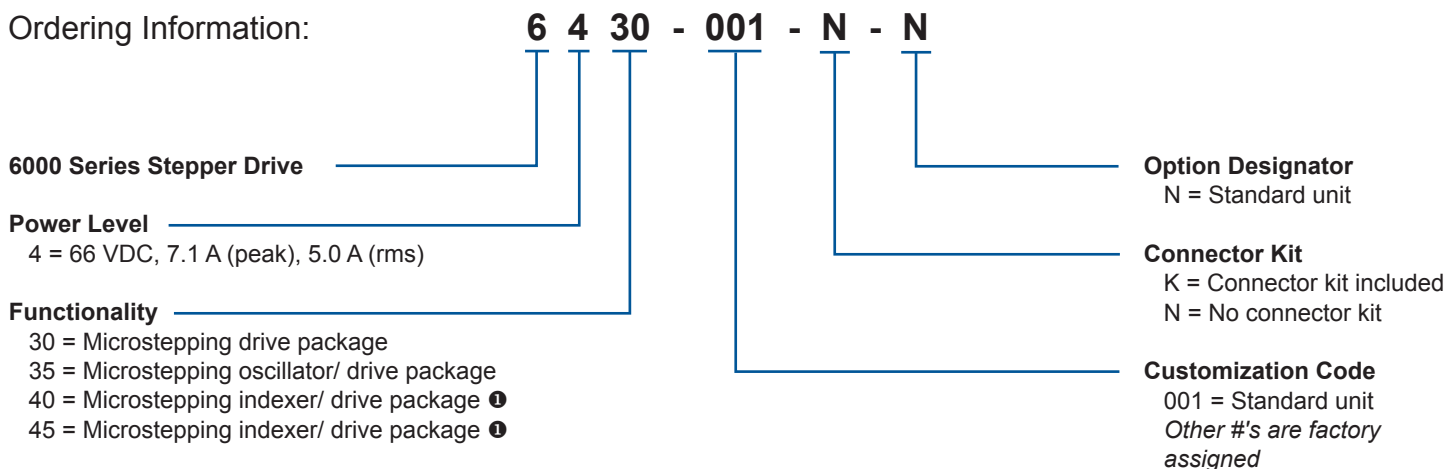 Ordering Information:
6 4 30 - 001 - N - N
6000 Series Stepper Drive
Power Level
4 = 66 VDC, 7.1 A (peak), 5.0 A (rms)
Functionality
30 = Microstepping drive package
35 = Microstepping oscillator/ drive package
40 = Microstepping indexer/ drive package ❶
45 = Microstepping indexer/ drive package ❶
Option Designator
N = Standard unit
Connector Kit
K = Connector kit included
N = No connector kit
Customization Code
001 = Standard unit
Other #'s are factory
assigned